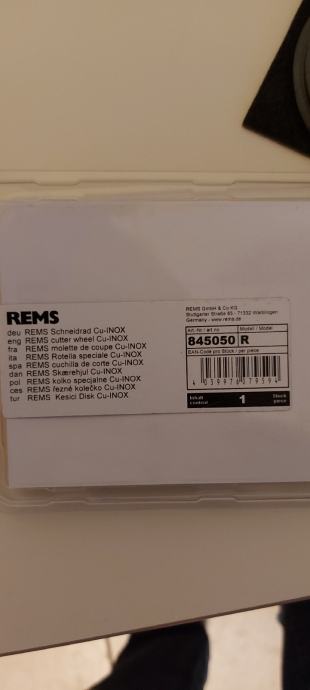 REMS
deu REMS Schneidrad Cu-INOX
eng REMS cutter wheel Cu-INOX
fra REMS molette de coupe Cu-INOX
ita REMS Rotella speciale Cu-INOX
spa REMS cuchilla de corte Cu-INOX
dan REMS Skærehjul Cu-INOX
pol REMS kolko specjalne Cu-INOX
ces REMS řezné kolečko Cu-INOX
tur REMS Kesici Disk Cu-INOX
REMS GmbH & Co KG
Stuttgarter Straße 83 - 71332 Waiblingen
Germany - www.rems.de
Art.-Nr. / art.no Modell / Model
845050 R
EAN-Code pro Stück / per piece
4 039976 079594
Inhalt 1 Stück
content piece